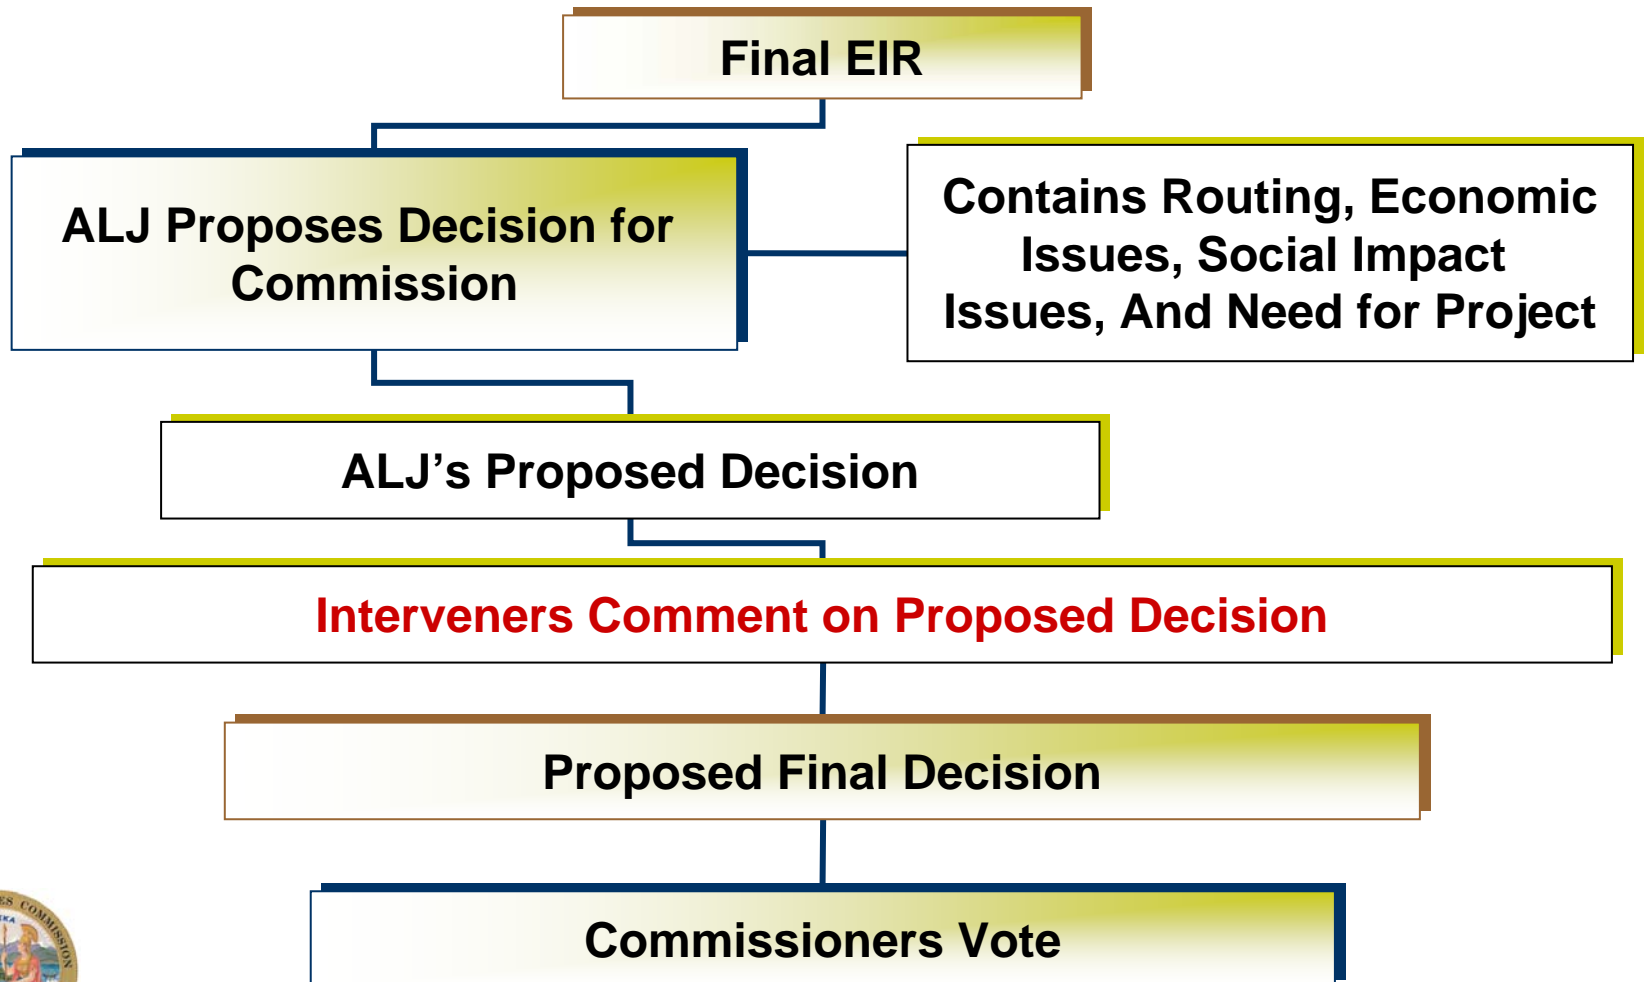 Final EIR
ALJ Proposes Decision for
Commission
Contains Routing, Economic
Issues, Social Impact
Issues, And Need for Project
ALJ’s Proposed Decision
Interveners Comment on Proposed Decision
Proposed Final Decision
Commissioners Vote
COMMISSION